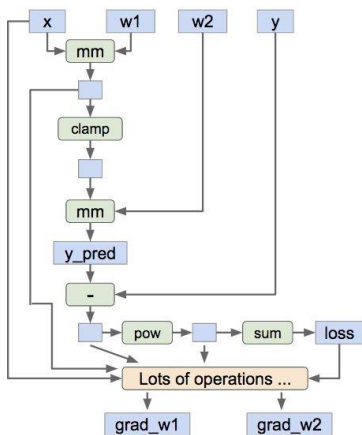 x w1 w2 y
mm
clamp
mm
y_pred
-
pow sum loss
Lots of operations ...
grad_w1 grad_w2